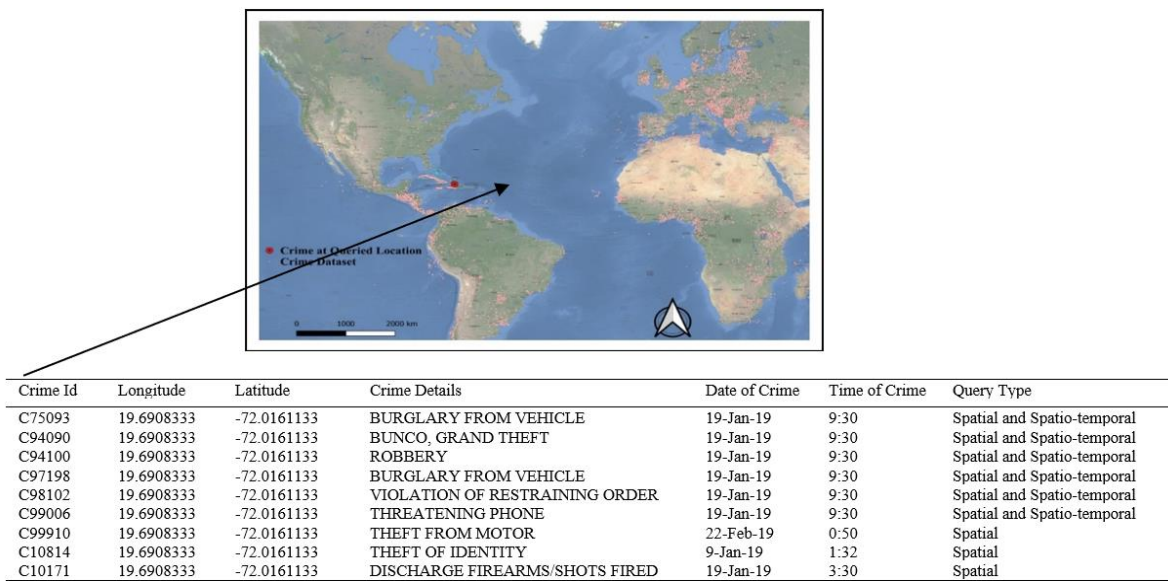 Crime at Queried Location
Crime Dataset
0 1000 2000 km
Crime Id Longitude Latitude Crime Details Date of Crime Time of Crime Query Type
C75093 19.6908333 -72.0161133 BURGLARY FROM VEHICLE 19-Jan-19 9:30 Spatial and Spatio-temporal
C94090 19.6908333 -72.0161133 BUNCO, GRAND THEFT 19-Jan-19 9:30 Spatial and Spatio-temporal
C94100 19.6908333 -72.0161133 ROBBERY 19-Jan-19 9:30 Spatial and Spatio-temporal
C97198 19.6908333 -72.0161133 BURGLARY FROM VEHICLE 19-Jan-19 9:30 Spatial and Spatio-temporal
C98102 19.6908333 -72.0161133 VIOLATION OF RESTRAINING ORDER 19-Jan-19 9:30 Spatial and Spatio-temporal
C99006 19.6908333 -72.0161133 THREATENING PHONE 19-Jan-19 9:30 Spatial and Spatio-temporal
C99910 19.6908333 -72.0161133 THEFT FROM MOTOR 22-Feb-19 0:50 Spatial
C10814 19.6908333 -72.0161133 THEFT OF IDENTITY 9-Jan-19 1:32 Spatial
C10171 19.6908333 -72.0161133 DISCHARGE FIREARMS/SHOTS FIRED 19-Jan-19 3:30 Spatial